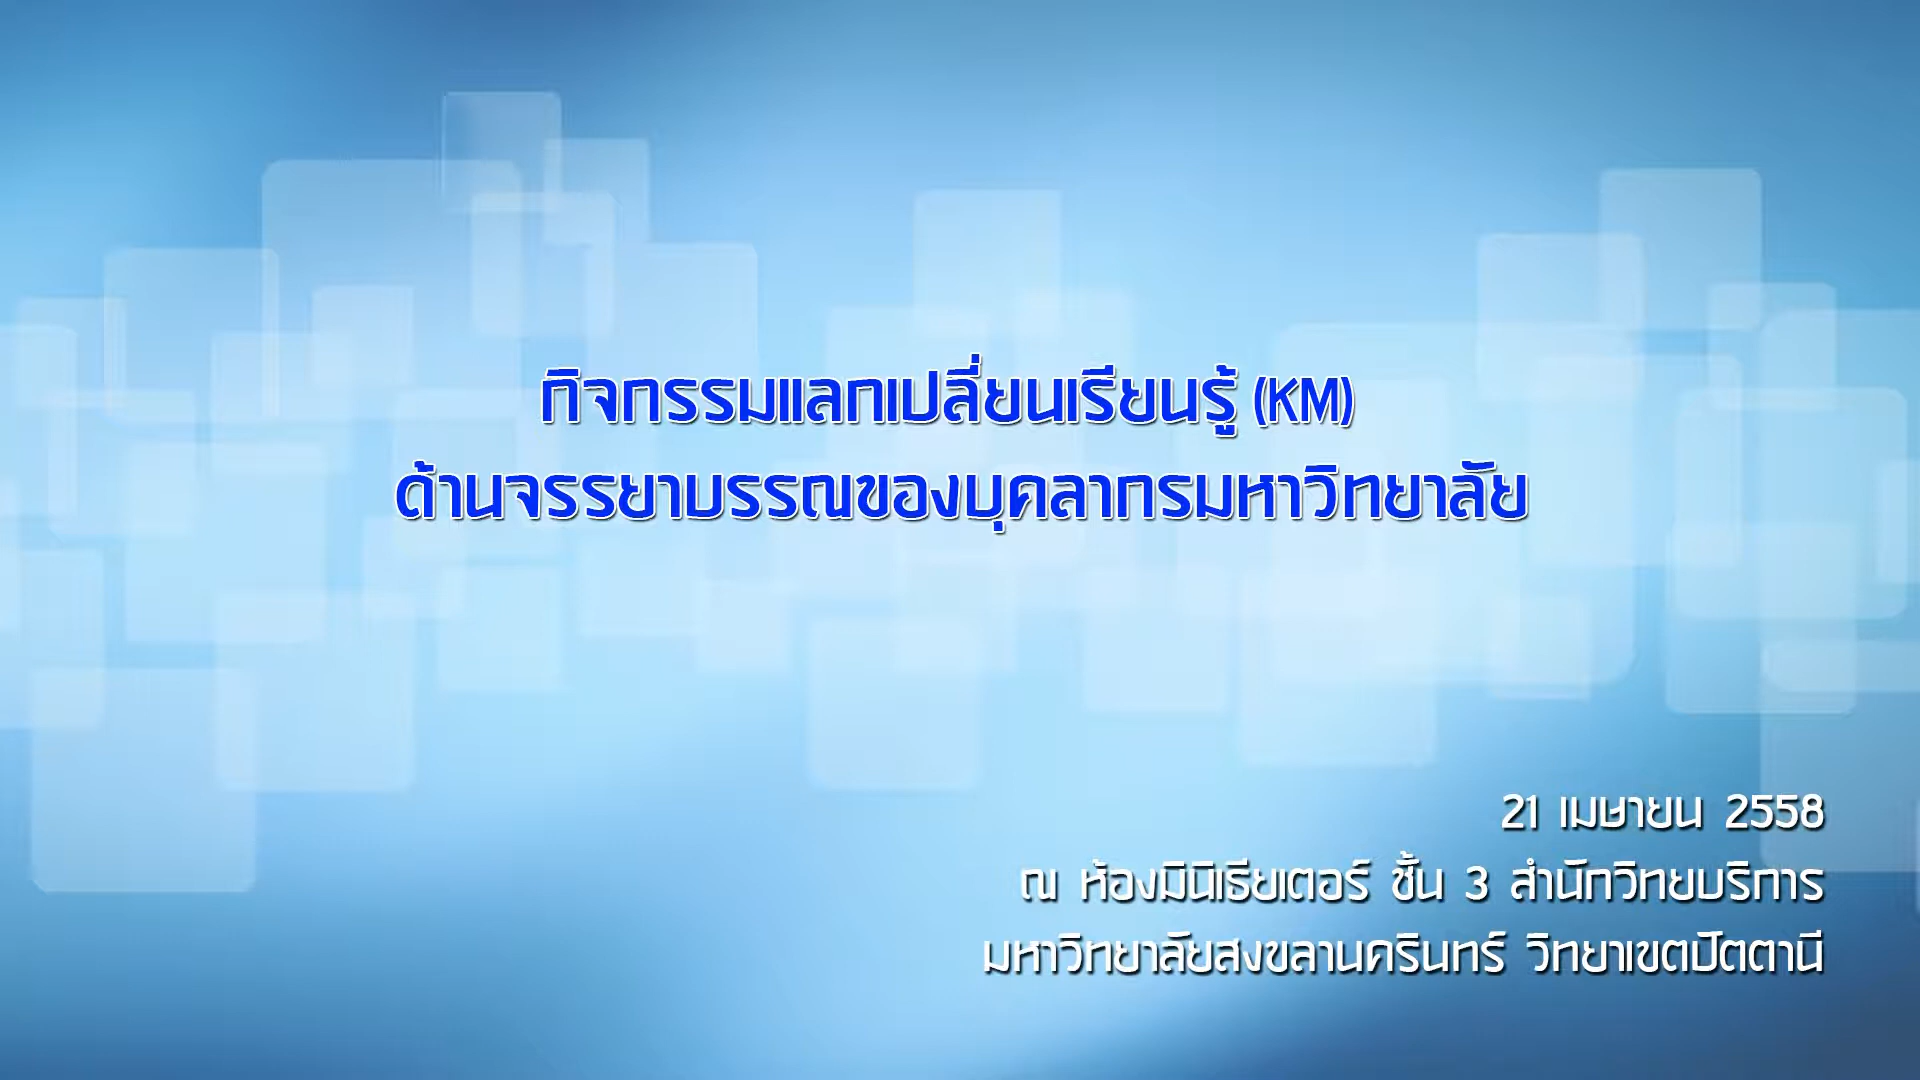 กิจกรรมแลกเปลี่ยนเรียนรู้ (KM)
ด้านจรรยาบรรณของบุคลากรมหาวิทยาลัย
21 เมษายน 2558
ณ ห้องมินิเธียเตอร์ ชั้น 3 สำนักวิทยบริการ
มหาวิทยาลัยสงขลานครินทร์ วิทยาเขตปัตตานี